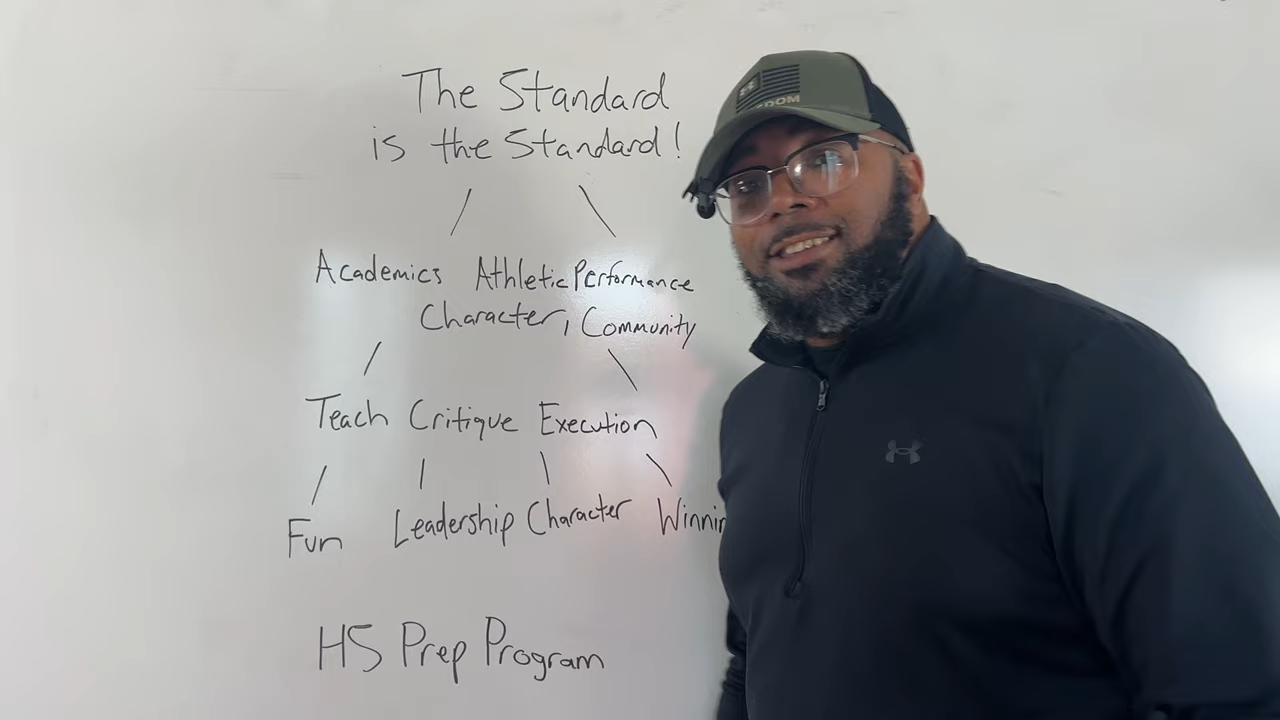 The Standard
is the Standard!
Academics Athletic Performance
Character, Community
Teach Critique Execution
Fun Leadership Character
HS Prep Program